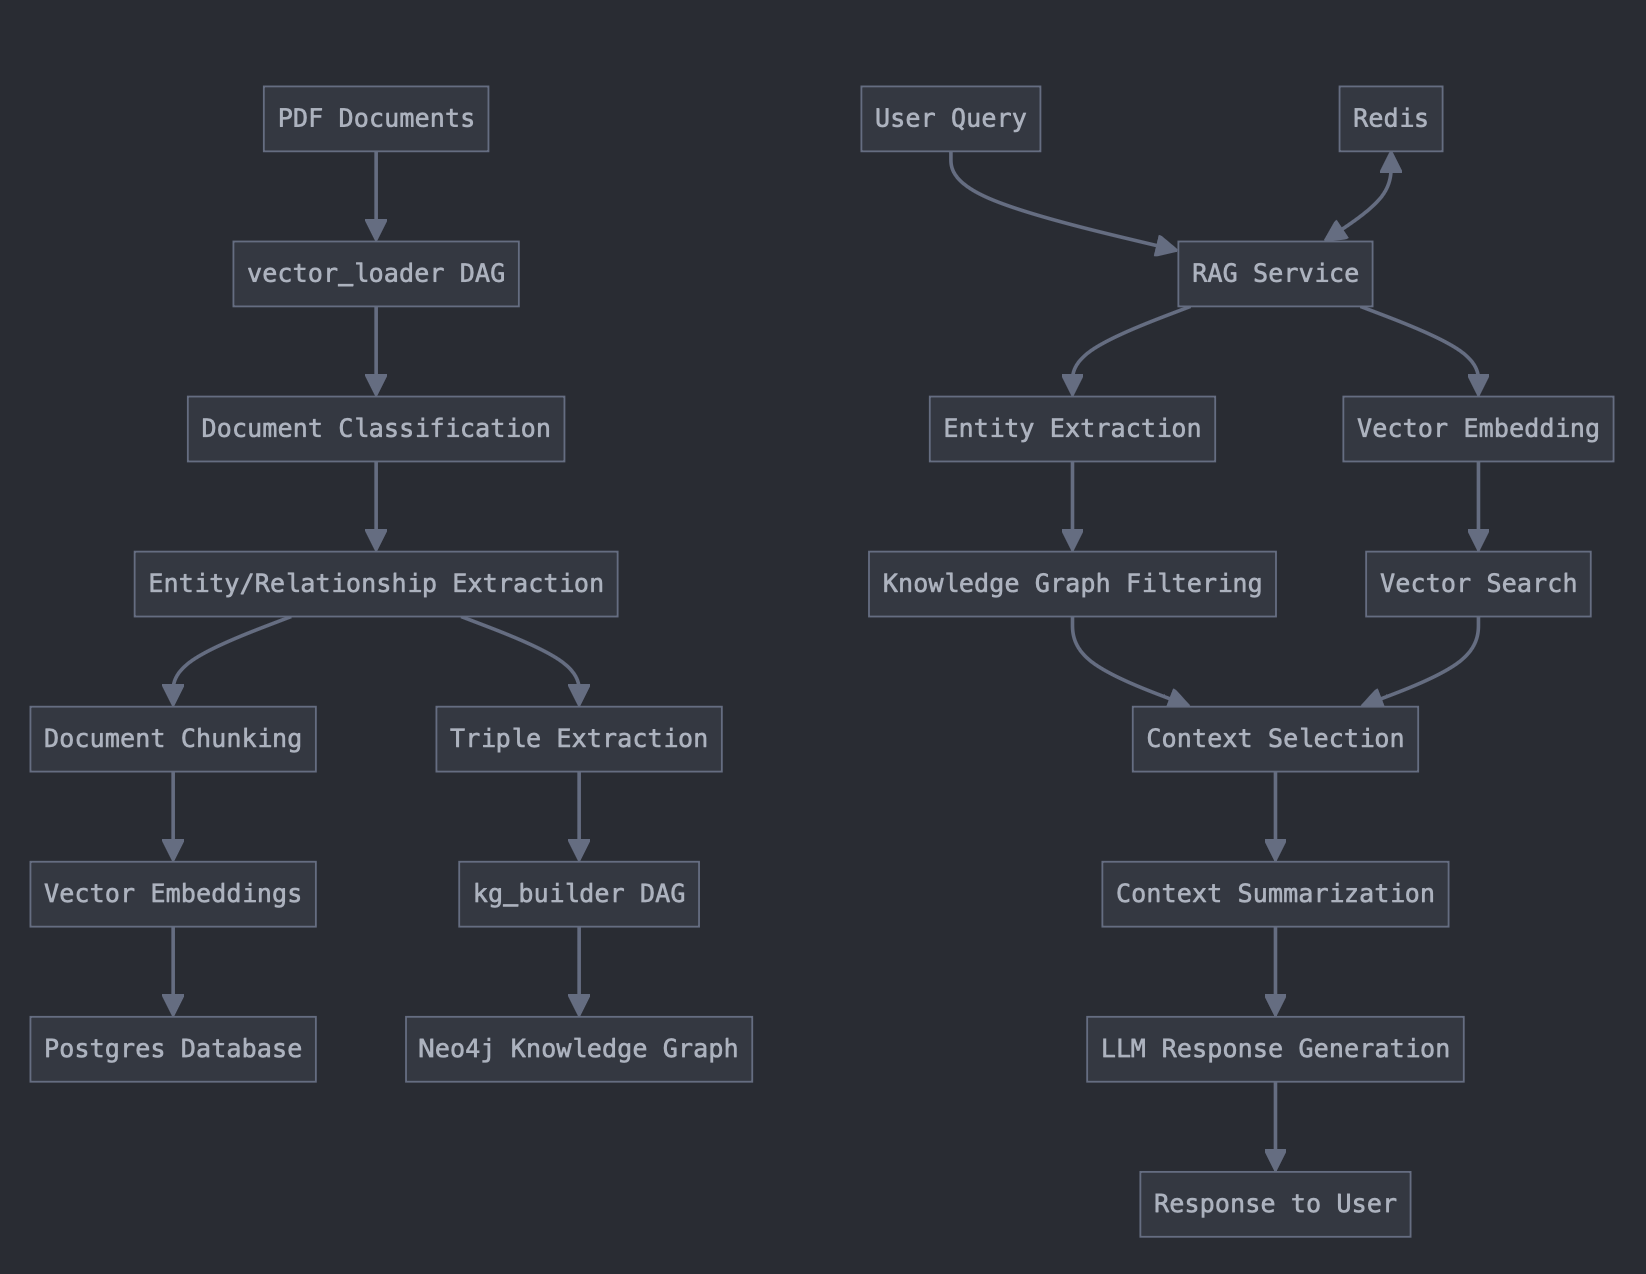 PDF Documents
User Query
Redis
vector_loader DAG
RAG Service
Document Classification
Entity Extraction
Vector Embedding
Entity/Relationship Extraction
Knowledge Graph Filtering
Vector Search
Document Chunking
Triple Extraction
Context Selection
Vector Embeddings
kg_builder DAG
Context Summarization
Postgres Database
Neo4j Knowledge Graph
LLM Response Generation
Response to User